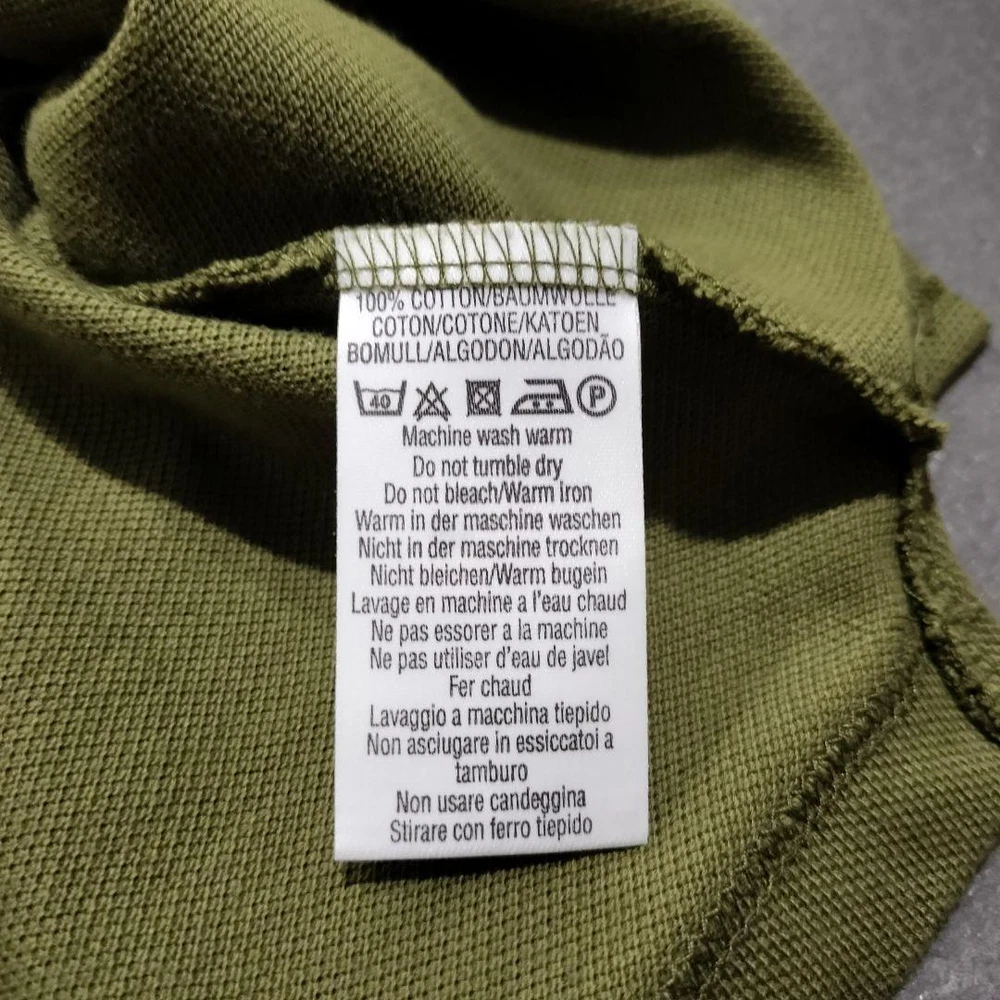 100% COTTON/BAUMWOLLE
COTON/COTONE/KATOEN
BOMULL/ALGODON/ALGODÃO
40 P
Machine wash warm
Do not tumble dry
Do not bleach/Warm iron
Warm in der maschine waschen
Nicht in der maschine trocknen
Nicht bleichen/Warm bugein
Lavage en machine a l'eau chaud
Ne pas essorer a la machine
Ne pas utiliser d'eau de javel
Fer chaud
Lavaggio a macchina tiepido
Non asciugare in essiccatoi a
tamburo
Non usare candeggina
Stirare con ferro tiepido